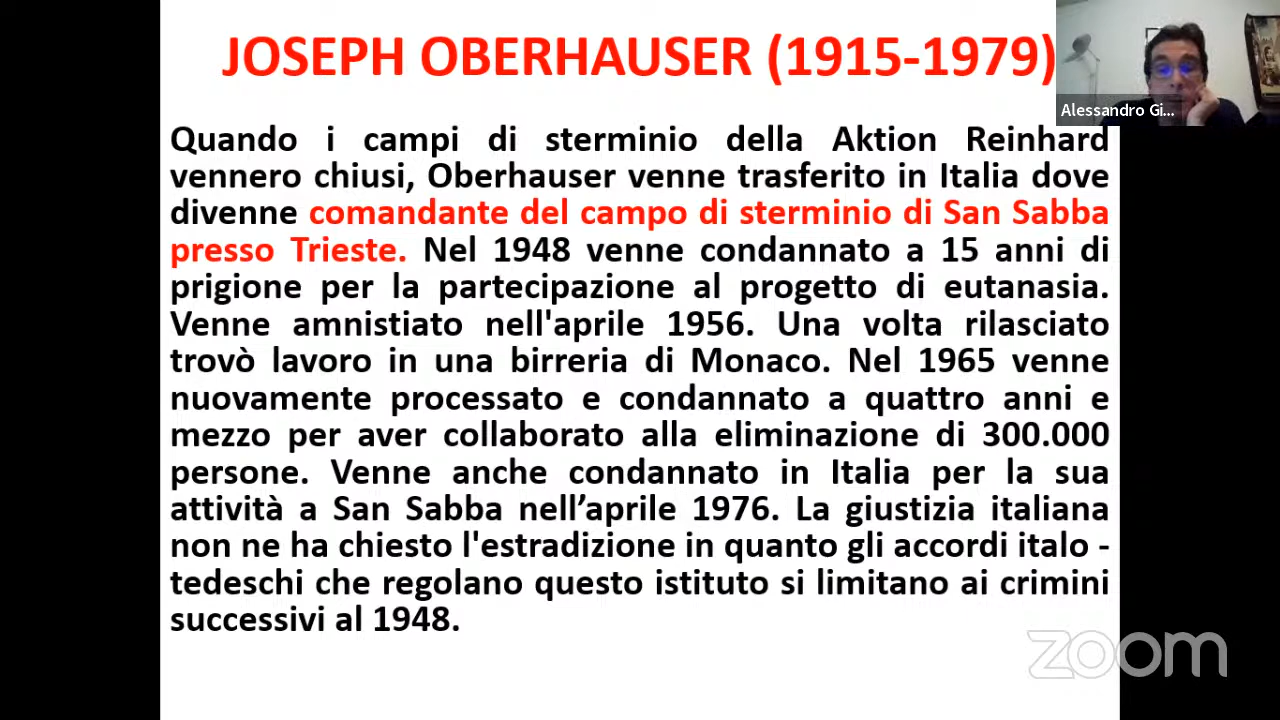 JOSEPH OBERHAUSER (1915-1979)
Alessandro Gi...
Quando i campi di sterminio della Aktion Reinhard
vennero chiusi, Oberhauser venne trasferito in Italia dove
divenne comandante del campo di sterminio di San Sabba
presso Trieste. Nel 1948 venne condannato a 15 anni di
prigione per la partecipazione al progetto di eutanasia.
Venne amnistiato nell'aprile 1956. Una volta rilasciato
trovò lavoro in una birreria di Monaco. Nel 1965 venne
nuovamente processato e condannato a quattro anni e
mezzo per aver collaborato alla eliminazione di 300.000
persone. Venne anche condannato in Italia per la sua
attività a San Sabba nell’aprile 1976. La giustizia italiana
non ne ha chiesto l'estradizione in quanto gli accordi italo -
tedeschi che regolano questo istituto si limitano ai crimini
successivi al 1948.
zoom